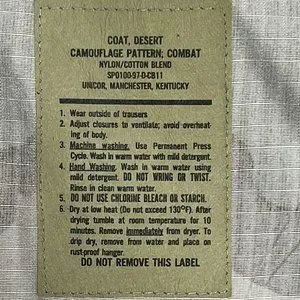 COAT, DESERT
CAMOUFLAGE PATTERN; COMBAT
NYLON/COTTON BLEND
SPO100-97-D-CB11
UNICOR, MANCHESTER, KENTUCKY
1. Wear outside of trousers
2. Adjust closures to ventilate; avoid overheat
ing of body.
3. Machine washing. Use Permanent Press
Cycle. Wash in warm water with mild detergent.
4. Hand Washing. Wash in warm water using
mild detergent. DO NOT WRING OR TWIST.
Rinse in clean warm water.
5. DO NOT USE CHLORINE BLEACH OR STARCH.
6. Dry at low heat (Do not exceed 130°F). After
drying tumble at room temperature for 10
minutes. Remove immediately from dryer. To
drip dry, remove from water and place on
rust-proof hanger.
DO NOT REMOVE THIS LABEL